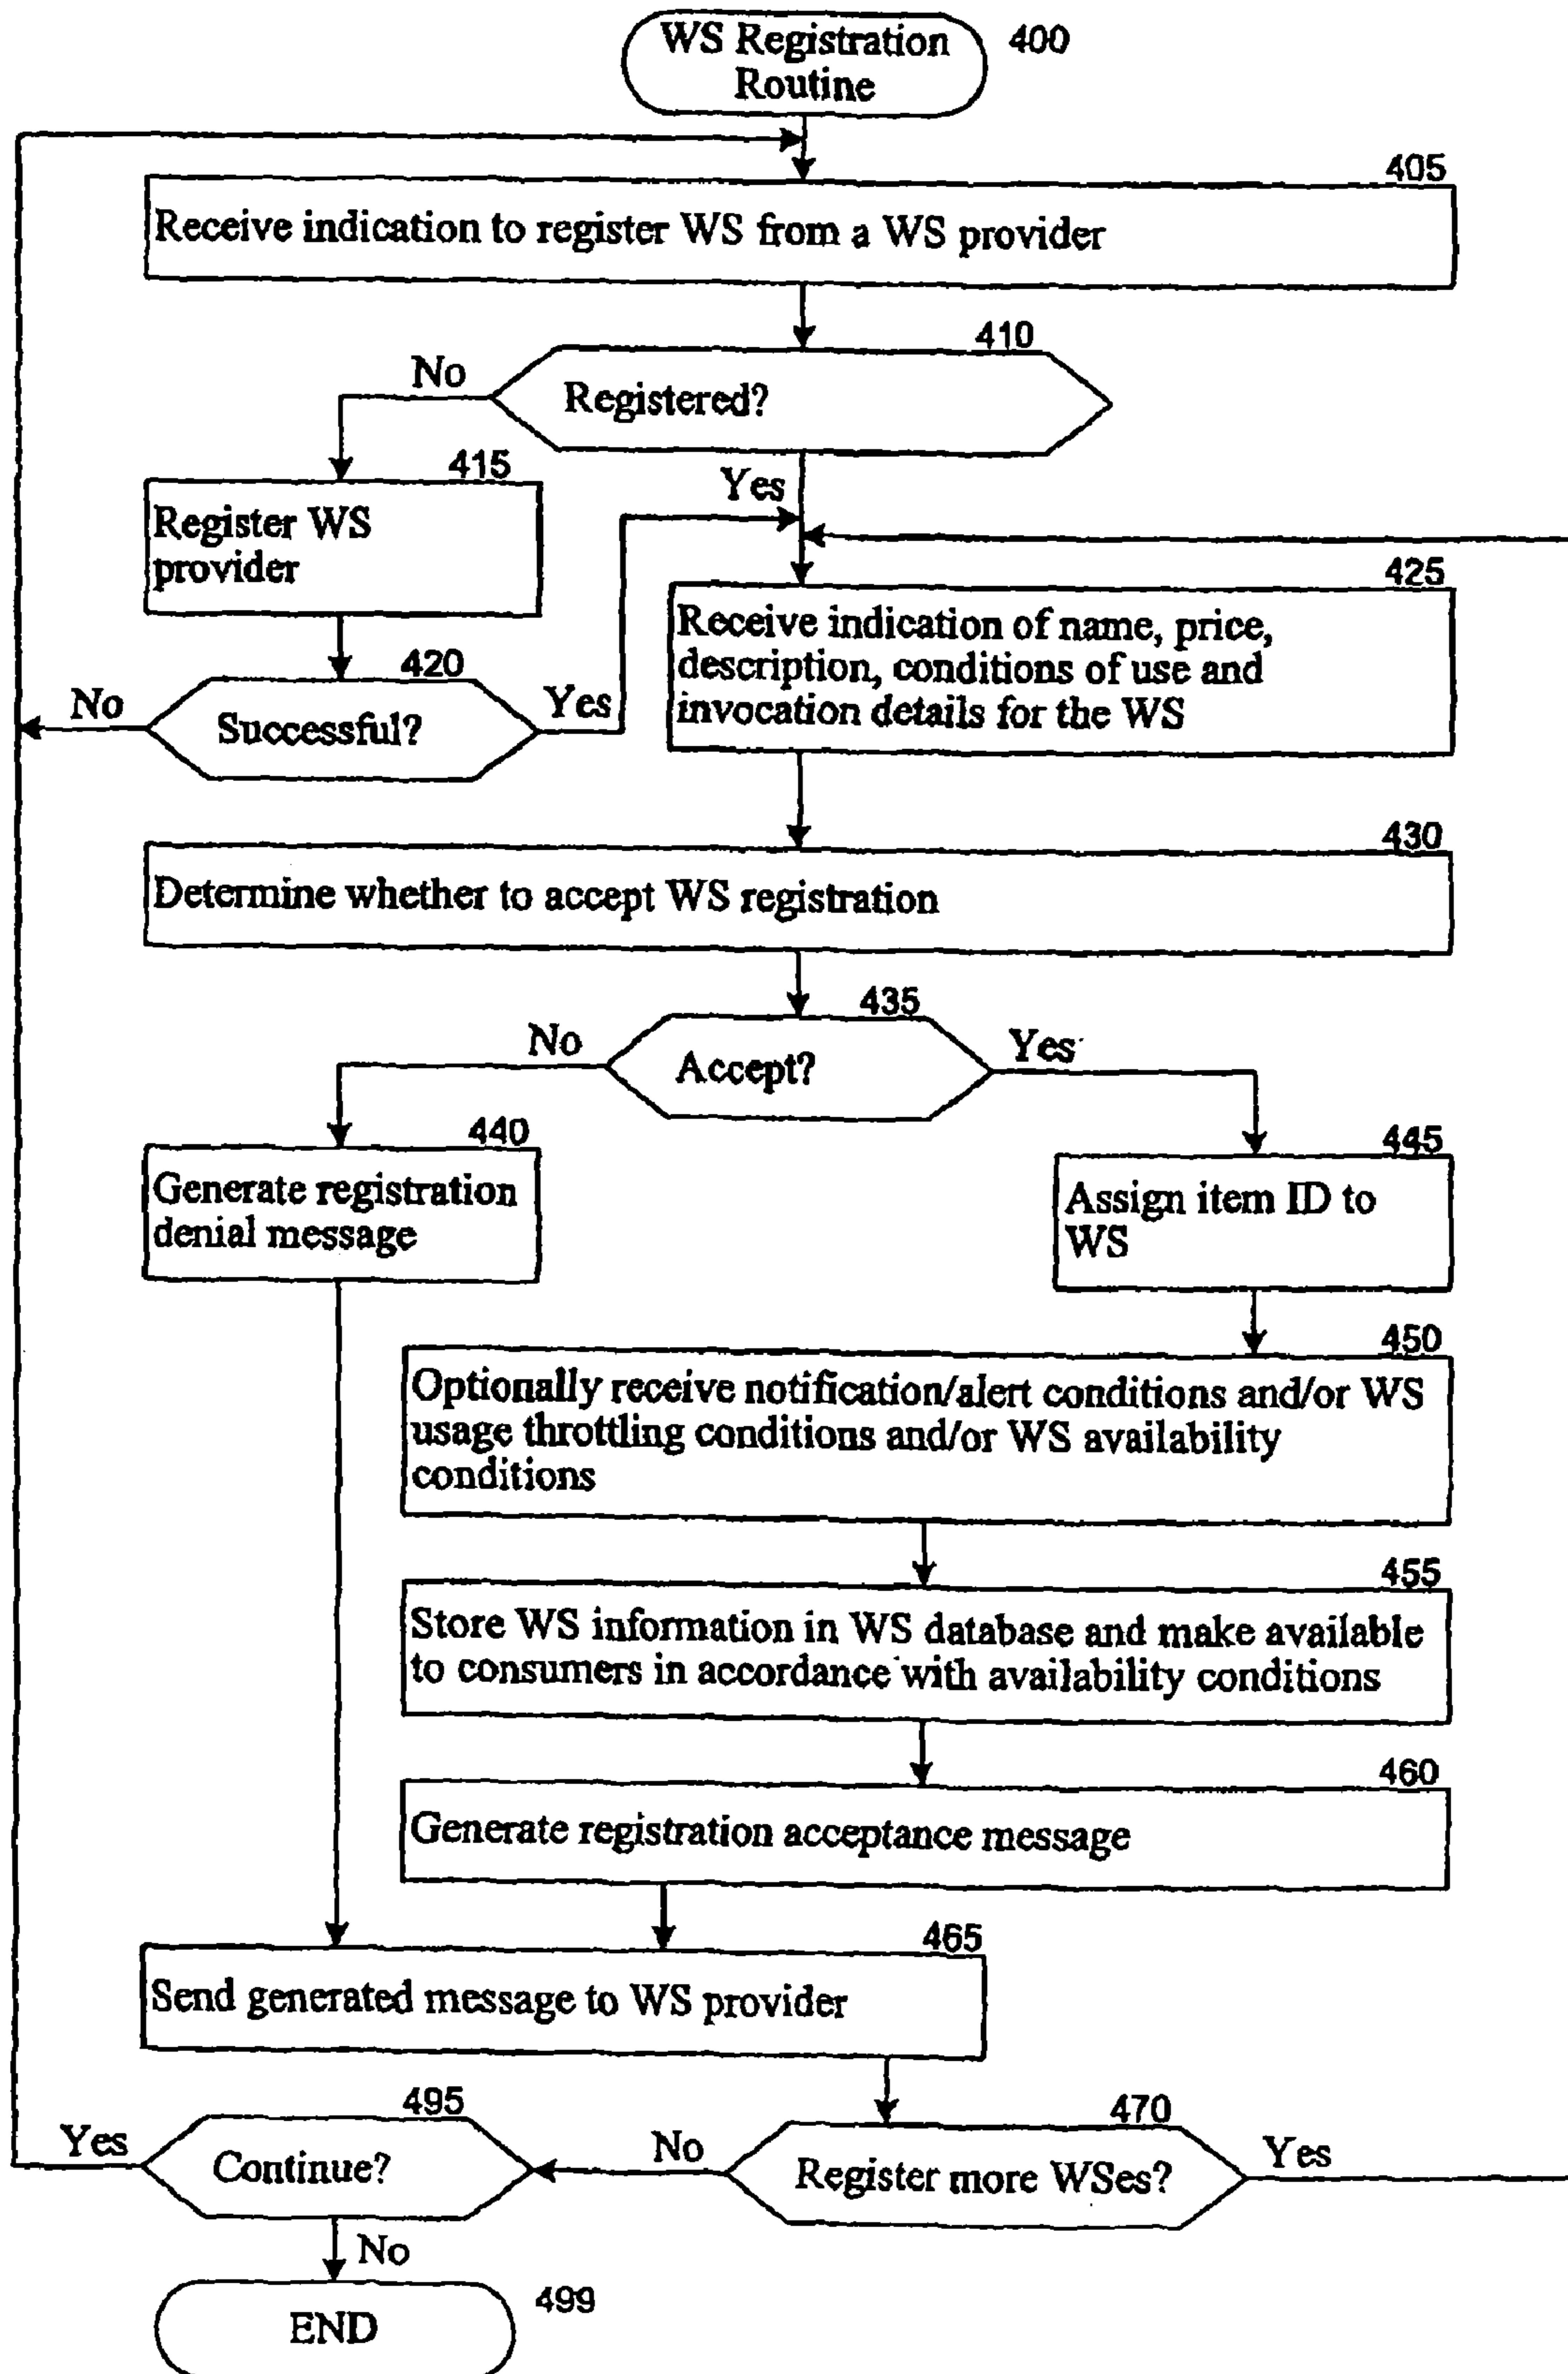 WS Registration
Routine
400
405
Receive indication to register WS from a WS provider
410
No
Registered?
415
Yes
Register WS
provider
425
Receive indication of name, price,
description, conditions of use and
invocation details for the WS
420
No
Successful?
Yes
430
Determine whether to accept WS registration
435
No
Accept?
Yes
440
Generate registration
denial message
445
Assign item ID to
WS
450
Optionally receive notification/alert conditions and/or WS
usage throttling conditions and/or WS availability
conditions
455
Store WS information in WS database and make available
to consumers in accordance with availability conditions
460
Generate registration acceptance message
465
Send generated message to WS provider
495
470
Yes
Continue?
No
Register more WSes?
Yes
No
END
499